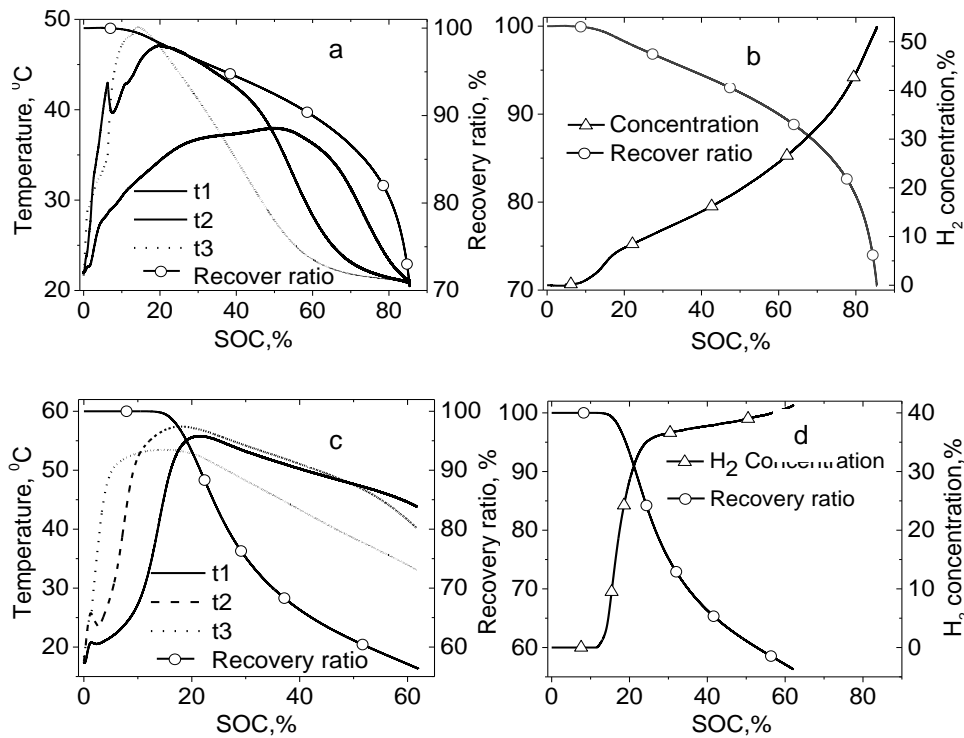 50
40
30
20
Temperature, ⁰C
a
t1
t2
t3
Recover ratio
100
90
80
70
Recovery ratio, %
0 20 40 60 80
SOC,%
100
90
80
70
b
Concentration
Recover ratio
50
40
30
20
10
0
H₂ concentration,%
0 20 40 60 80
SOC,%
60
50
40
30
20
Temperature, ⁰C
c
t1
t2
t3
Recovery ratio
100
90
80
70
60
Recovery ratio, %
0 20 40 60
SOC,%
100
90
80
70
60
d
H₂ Concentration
Recovery ratio
40
30
20
10
0
H₂ concentration,%
0 20 40 60 80
SOC,%